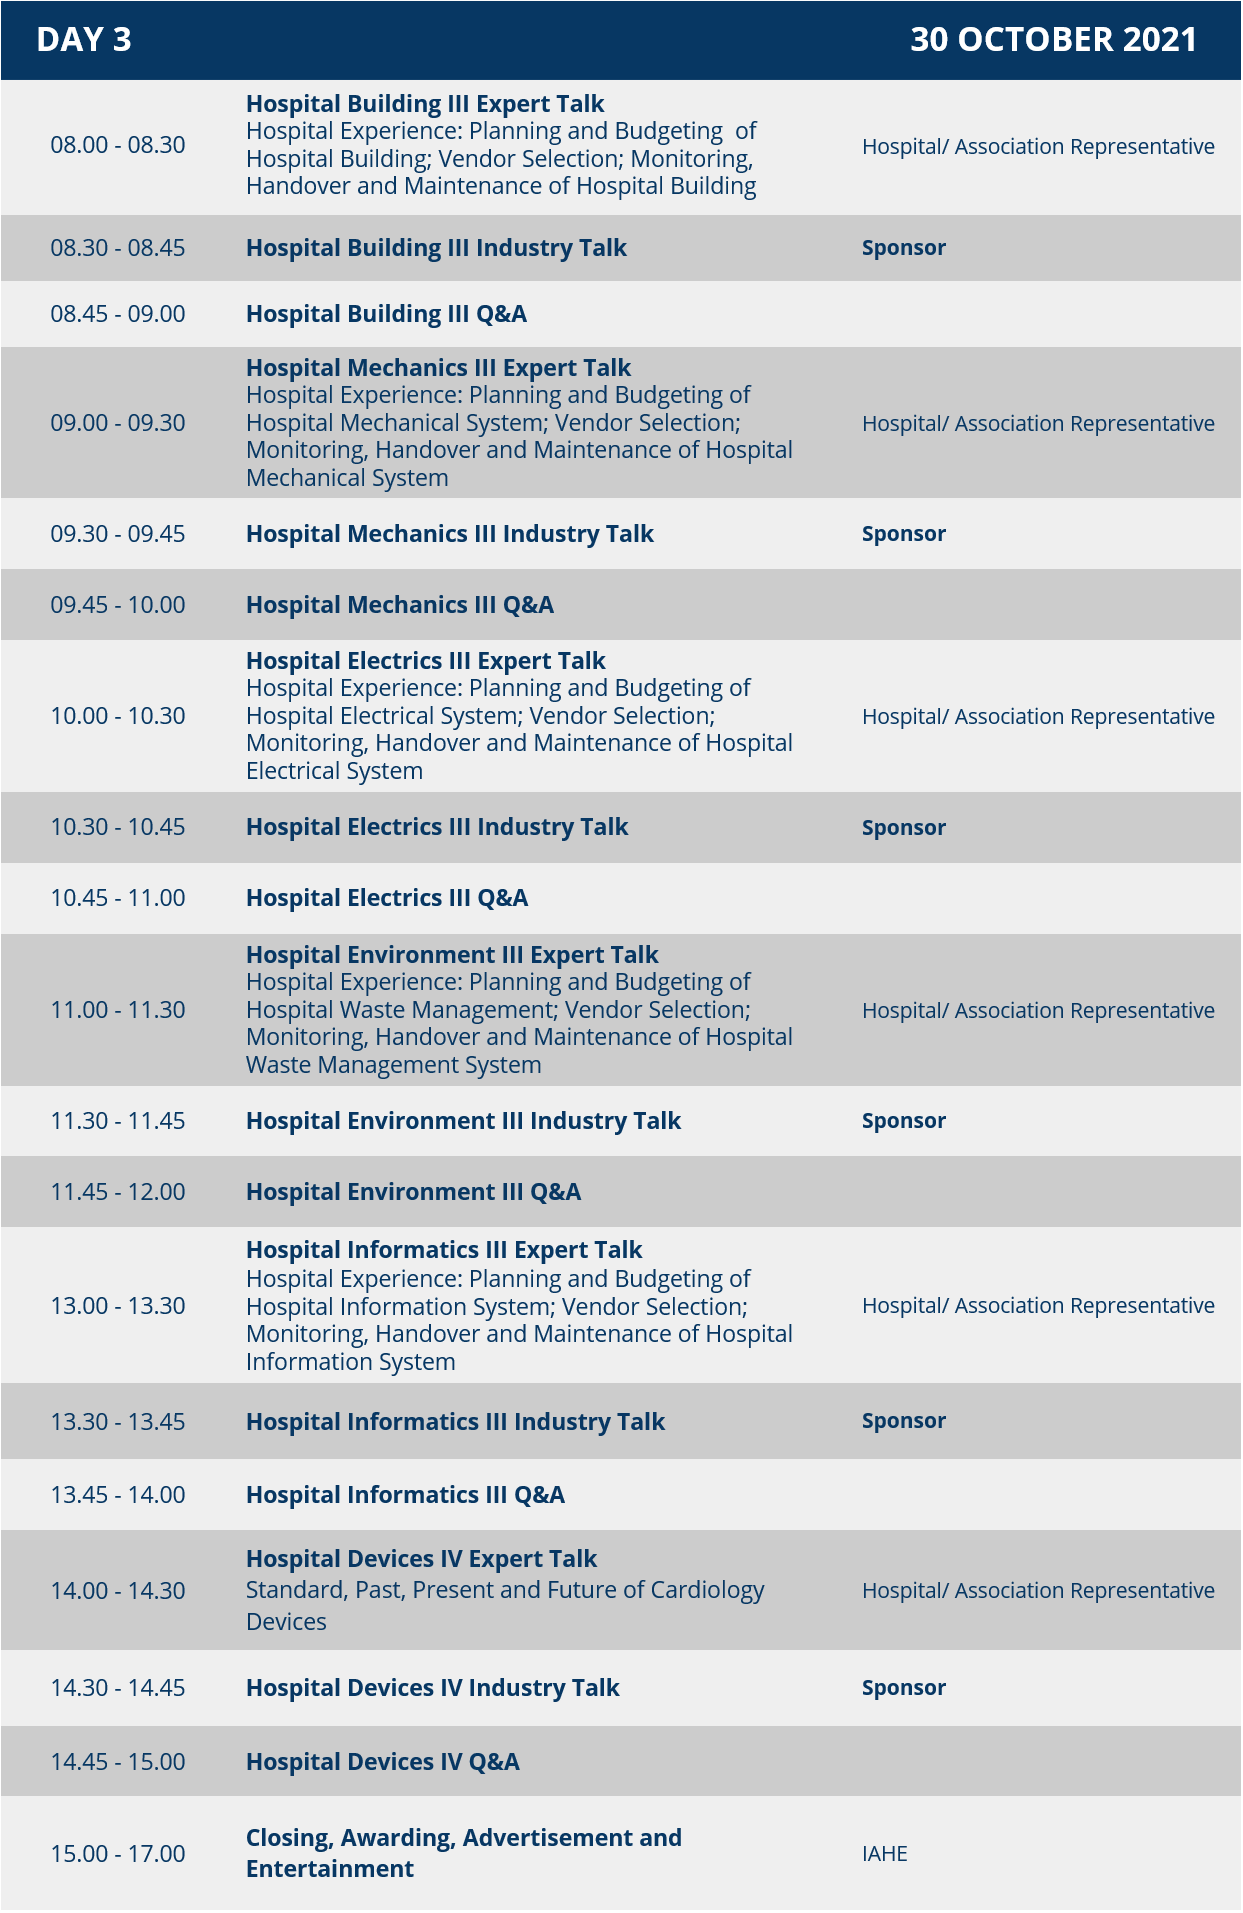 DAY 3
30 OCTOBER 2021
08.00 - 08.30
Hospital Building III Expert Talk
Hospital Experience: Planning and Budgeting  of
Hospital Building; Vendor Selection; Monitoring,
Handover and Maintenance of Hospital Building
Hospital/ Association Representative
08.30 - 08.45
Hospital Building III Industry Talk
Sponsor
08.45 - 09.00
Hospital Building III Q&A
09.00 - 09.30
Hospital Mechanics III Expert Talk
Hospital Experience: Planning and Budgeting of
Hospital Mechanical System; Vendor Selection;
Monitoring, Handover and Maintenance of Hospital
Mechanical System
Hospital/ Association Representative
09.30 - 09.45
Hospital Mechanics III Industry Talk
Sponsor
09.45 - 10.00
Hospital Mechanics III Q&A
10.00 - 10.30
Hospital Electrics III Expert Talk
Hospital Experience: Planning and Budgeting of
Hospital Electrical System; Vendor Selection;
Monitoring, Handover and Maintenance of Hospital
Electrical System
Hospital/ Association Representative
10.30 - 10.45
Hospital Electrics III Industry Talk
Sponsor
10.45 - 11.00
Hospital Electrics III Q&A
11.00 - 11.30
Hospital Environment III Expert Talk
Hospital Experience: Planning and Budgeting of
Hospital Waste Management; Vendor Selection;
Monitoring, Handover and Maintenance of Hospital
Waste Management System
Hospital/ Association Representative
11.30 - 11.45
Hospital Environment III Industry Talk
Sponsor
11.45 - 12.00
Hospital Environment III Q&A
13.00 - 13.30
Hospital Informatics III Expert Talk
Hospital Experience: Planning and Budgeting of
Hospital Information System; Vendor Selection;
Monitoring, Handover and Maintenance of Hospital
Information System
Hospital/ Association Representative
13.30 - 13.45
Hospital Informatics III Industry Talk
Sponsor
13.45 - 14.00
Hospital Informatics III Q&A
14.00 - 14.30
Hospital Devices IV Expert Talk
Standard, Past, Present and Future of Cardiology
Devices
Hospital/ Association Representative
14.30 - 14.45
Hospital Devices IV Industry Talk
Sponsor
14.45 - 15.00
Hospital Devices IV Q&A
15.00 - 17.00
Closing, Awarding, Advertisement and
Entertainment
IAHE